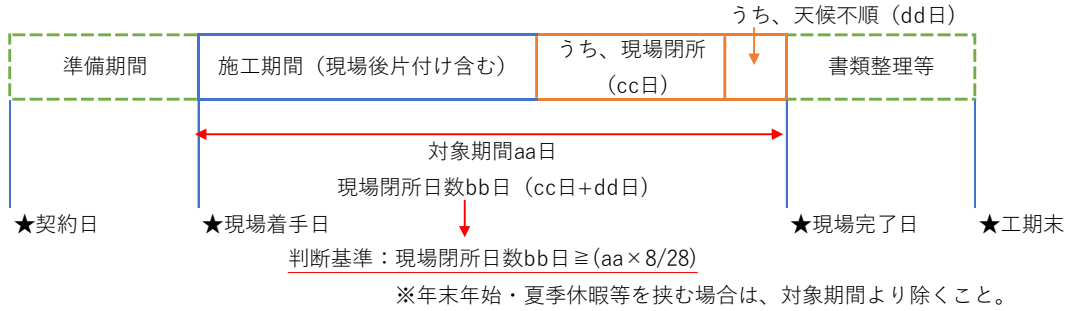 うち、天候不順（dd日）
準備期間
施工期間（現場後片付け含む）
うち、現場閉所
（cc日）
書類整理等
対象期間aa日
現場閉所日数bb日（cc日+dd日）
★契約日
★現場着手日
★現場完了日
★工期末
判断基準：現場閉所日数bb日≧(aa×8/28)
※年末年始・夏季休暇等を挟む場合は、対象期間より除くこと。